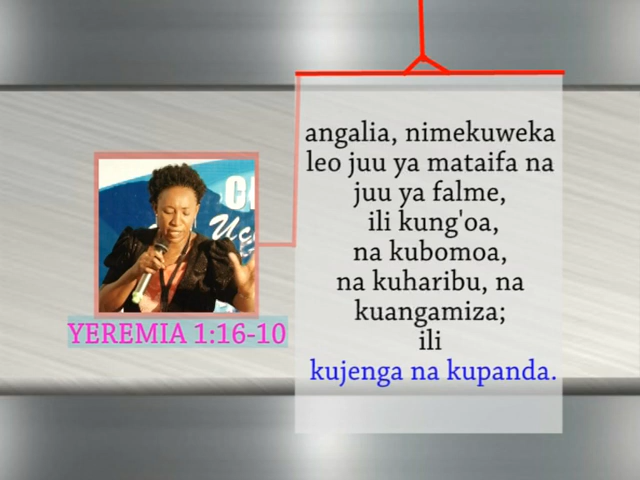 angalia, nimekuweka
leo juu ya mataifa na
juu ya falme,
ili kung'oa,
na kubomoa,
na kuharibu, na
kuangamiza;
ili
kujenga na kupanda.
YEREMIA 1:16-10